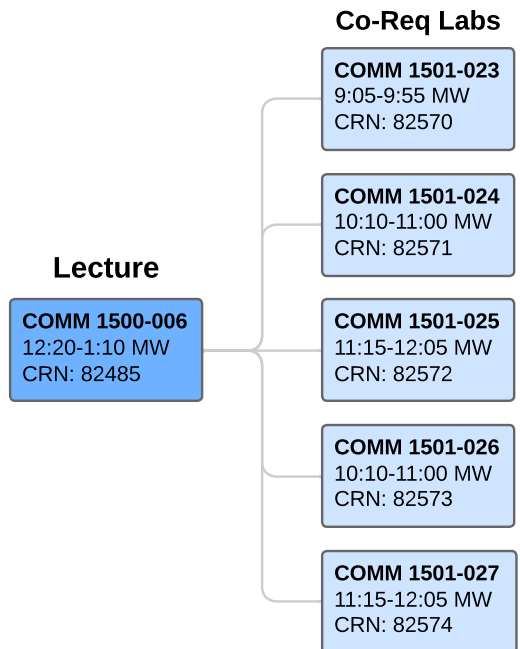 Co-Req Labs
COMM 1501-023
9:05-9:55 MW
CRN: 82570
COMM 1501-024
10:10-11:00 MW
CRN: 82571
Lecture
COMM 1500-006
12:20-1:10 MW
CRN: 82485
COMM 1501-025
11:15-12:05 MW
CRN: 82572
COMM 1501-026
10:10-11:00 MW
CRN: 82573
COMM 1501-027
11:15-12:05 MW
CRN: 82574